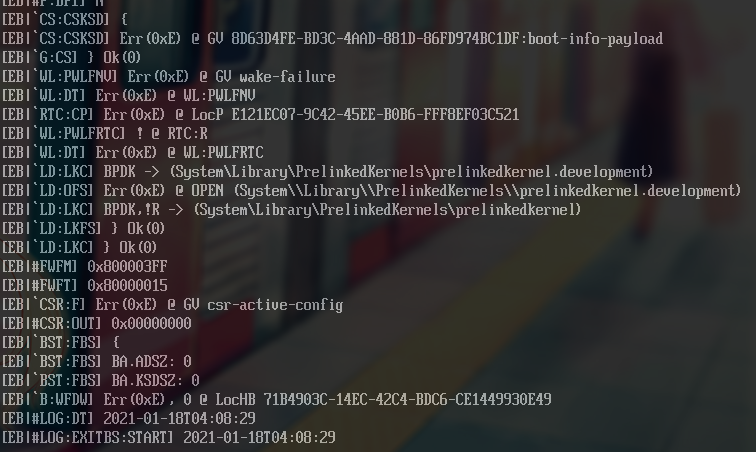 [EB|#P:BFI] N
[EB|`CS:CSKSD] {
[EB|`CS:CSKSD] Err(0xE) @ GV 8D63D4FE-BD3C-4AAD-881D-86FD974BC1DF:boot-info-payload
[EB|`G:CS] } Ok(0)
[EB|`WL:PWLFNV] Err(0xE) @ GV wake-failure
[EB|`WL:DT] Err(0xE) @ WL:PWLFNV
[EB|`RTC:CP] Err(0xE) @ LocP E121EC07-9C42-45EE-B0B6-FFF8EF03C521
[EB|`WL:PWLFRTC] ! @ RTC:R
[EB|`WL:DT] Err(0xE) @ WL:PWLFRTC
[EB|`LD:LKC] BPDK -> (System\Library\PrelinkedKernels\prelinkedkernel.development)
[EB|`LD:OFS] Err(0xE) @ OPEN (System\\Library\\PrelinkedKernels\\prelinkedkernel.development)
[EB|`LD:LKC] BPDK,!R -> (System\Library\PrelinkedKernels\prelinkedkernel)
[EB|`LD:LKFS] } Ok(0)
[EB|`LD:LKC] } Ok(0)
[EB|#FWFM] 0x800003FF
[EB|#FWFT] 0x80000015
[EB|`CSR:F] Err(0xE) @ GV csr-active-config
[EB|#CSR:OUT] 0x00000000
[EB|`BST:FBS] {
[EB|`BST:FBS] BA.ADSZ: 0
[EB|`BST:FBS] BA.KSDSZ: 0
[EB|`B:WFDW] Err(0xE), 0 @ LocHB 71B4903C-14EC-42C4-BDC6-CE1449930E49
[EB|#LOG:DT] 2021-01-18T04:08:29
[EB|#LOG:EXITBS:START] 2021-01-18T04:08:29